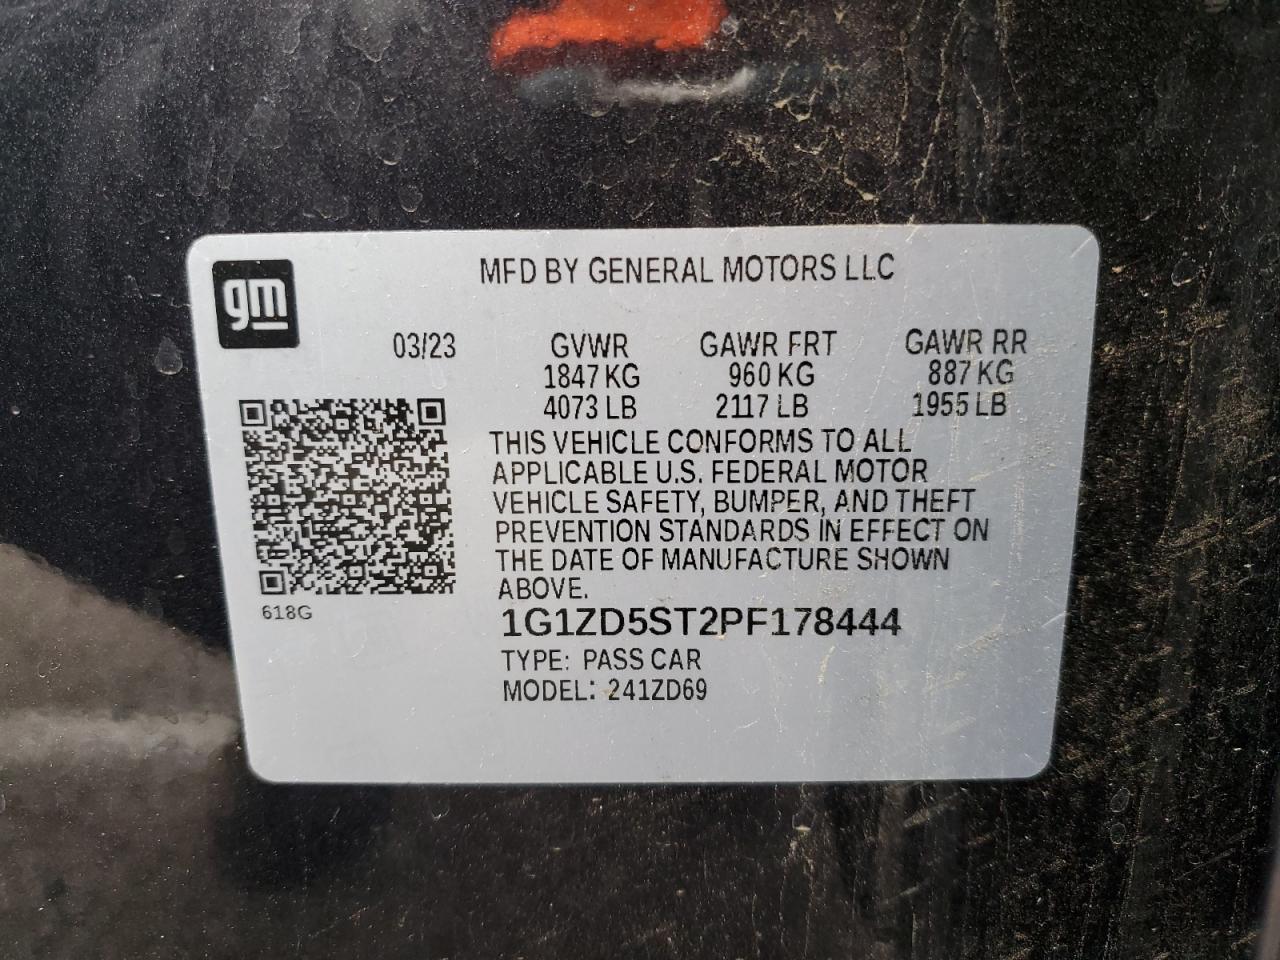 gm
MFD BY GENERAL MOTORS LLC
03/23 GVWR GAWR FRT GAWR RR
1847 KG 960 KG 887 KG
4073 LB 2117 LB 1955 LB
THIS VEHICLE CONFORMS TO ALL
APPLICABLE U.S. FEDERAL MOTOR
VEHICLE SAFETY, BUMPER, AND THEFT
PREVENTION STANDARDS IN EFFECT ON
THE DATE OF MANUFACTURE SHOWN
ABOVE.
618G
1G1ZD5ST2PF178444
TYPE: PASS CAR
MODEL: 241ZD69